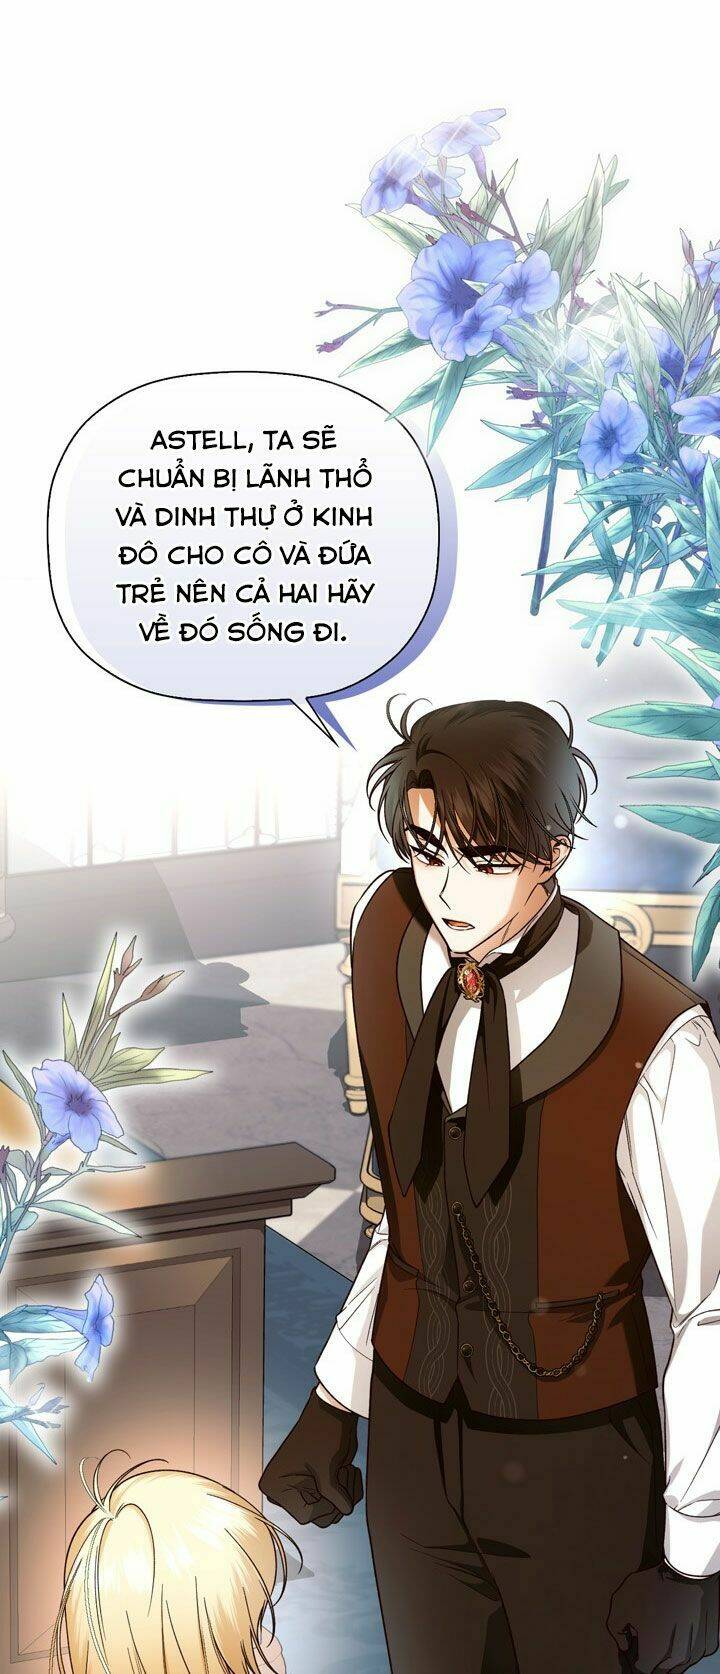 ASTELL, TA SẼ
CHUẨN BỊ LÃNH THỔ
VÀ DINH THỰ Ở KINH
ĐÔ CHO CÔ VÀ ĐỨA
TRẺ NÊN CẢ HAI HÃY
VỀ ĐÓ SỐNG ĐI.